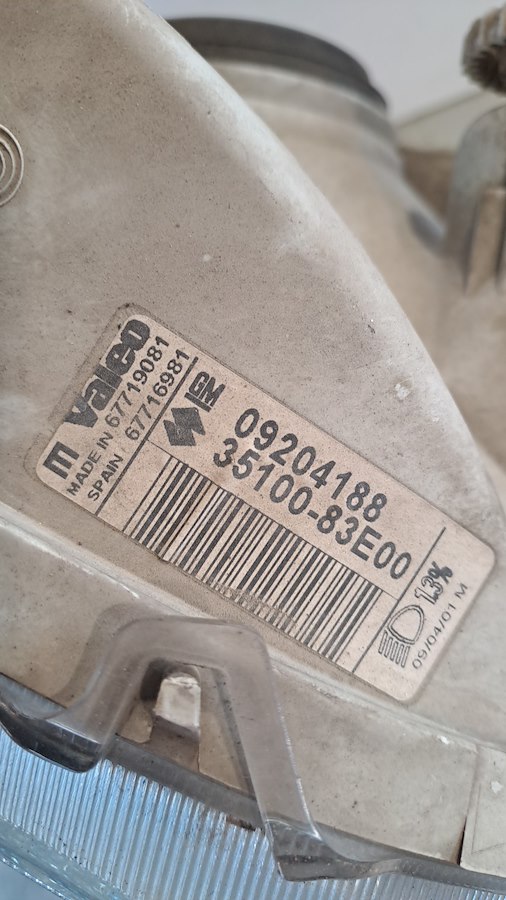 m valeo
MADE IN 67719081
SPAIN 67716981
GM
09204188
35100-83E00
1.3%
09/04/01 M